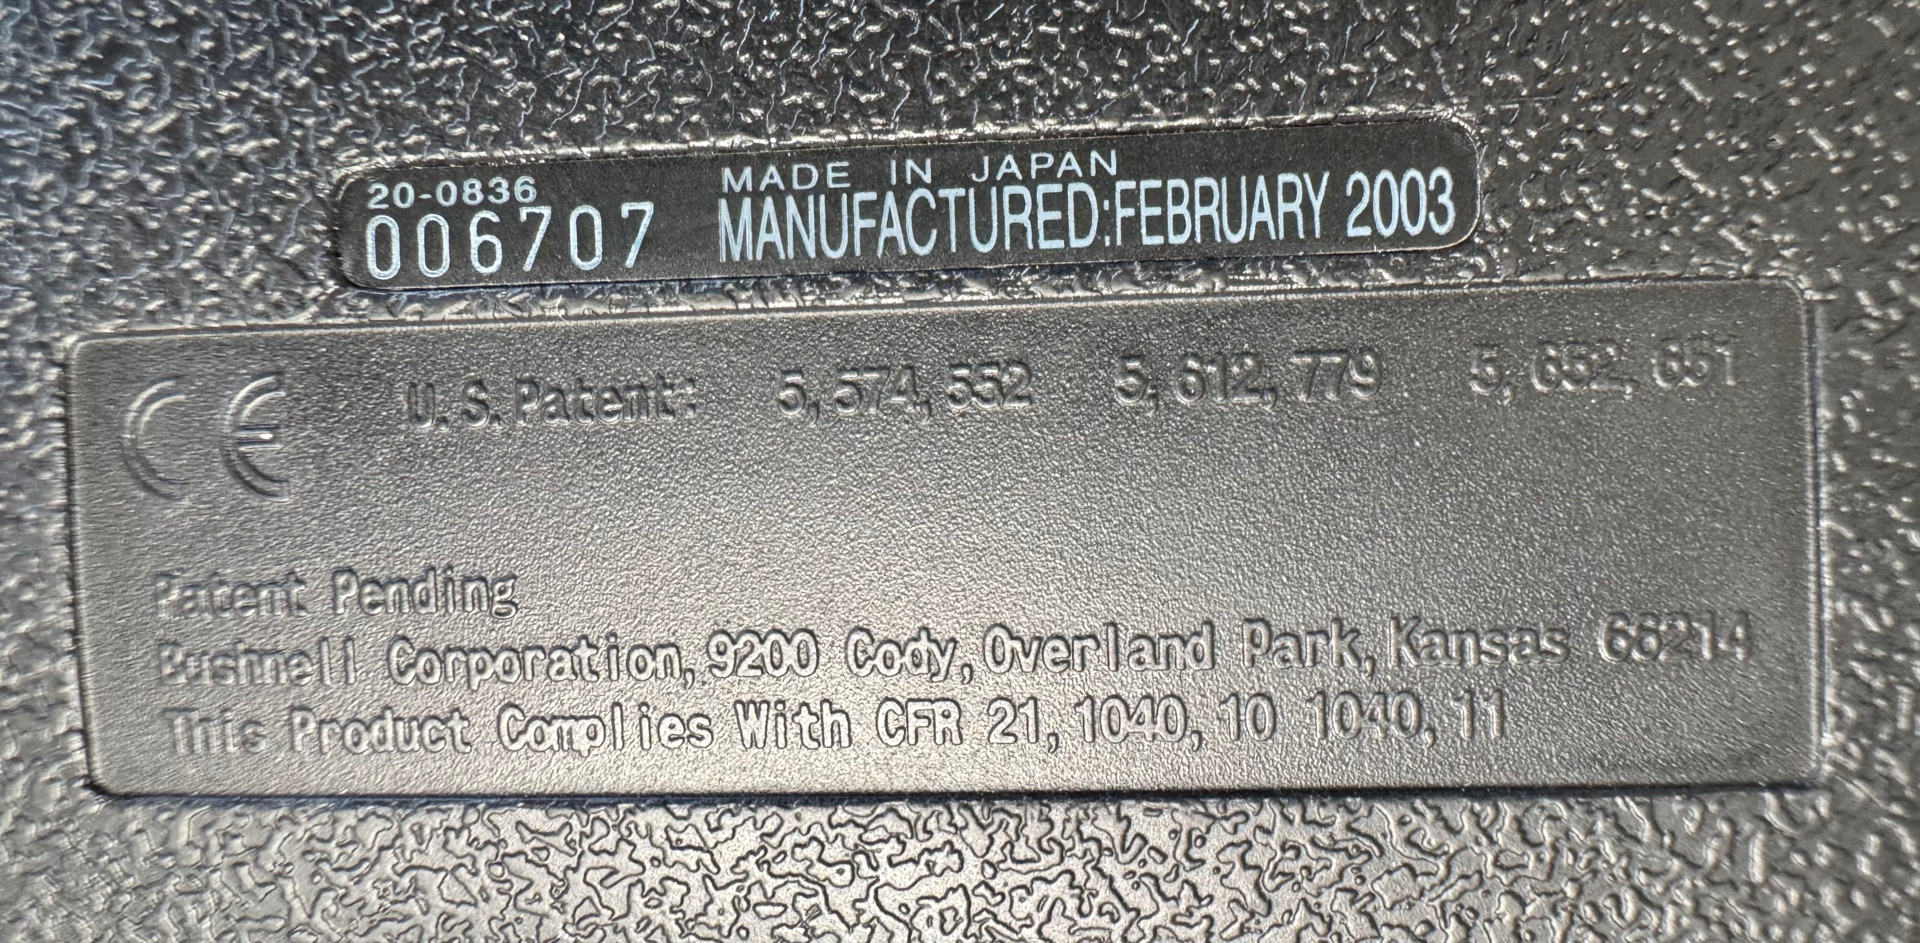 20-0836
006707
MADE IN JAPAN
MANUFACTURED:FEBRUARY 2003
CE U.S. Patent: 5, 574, 552 5, 612, 779 5, 652, 651
Patent Pending
Bushnell Corporation, 9200 Cody, Overland Park, Kansas 66214
This Product Complies With CFR 21, 1040, 10 1040, 11